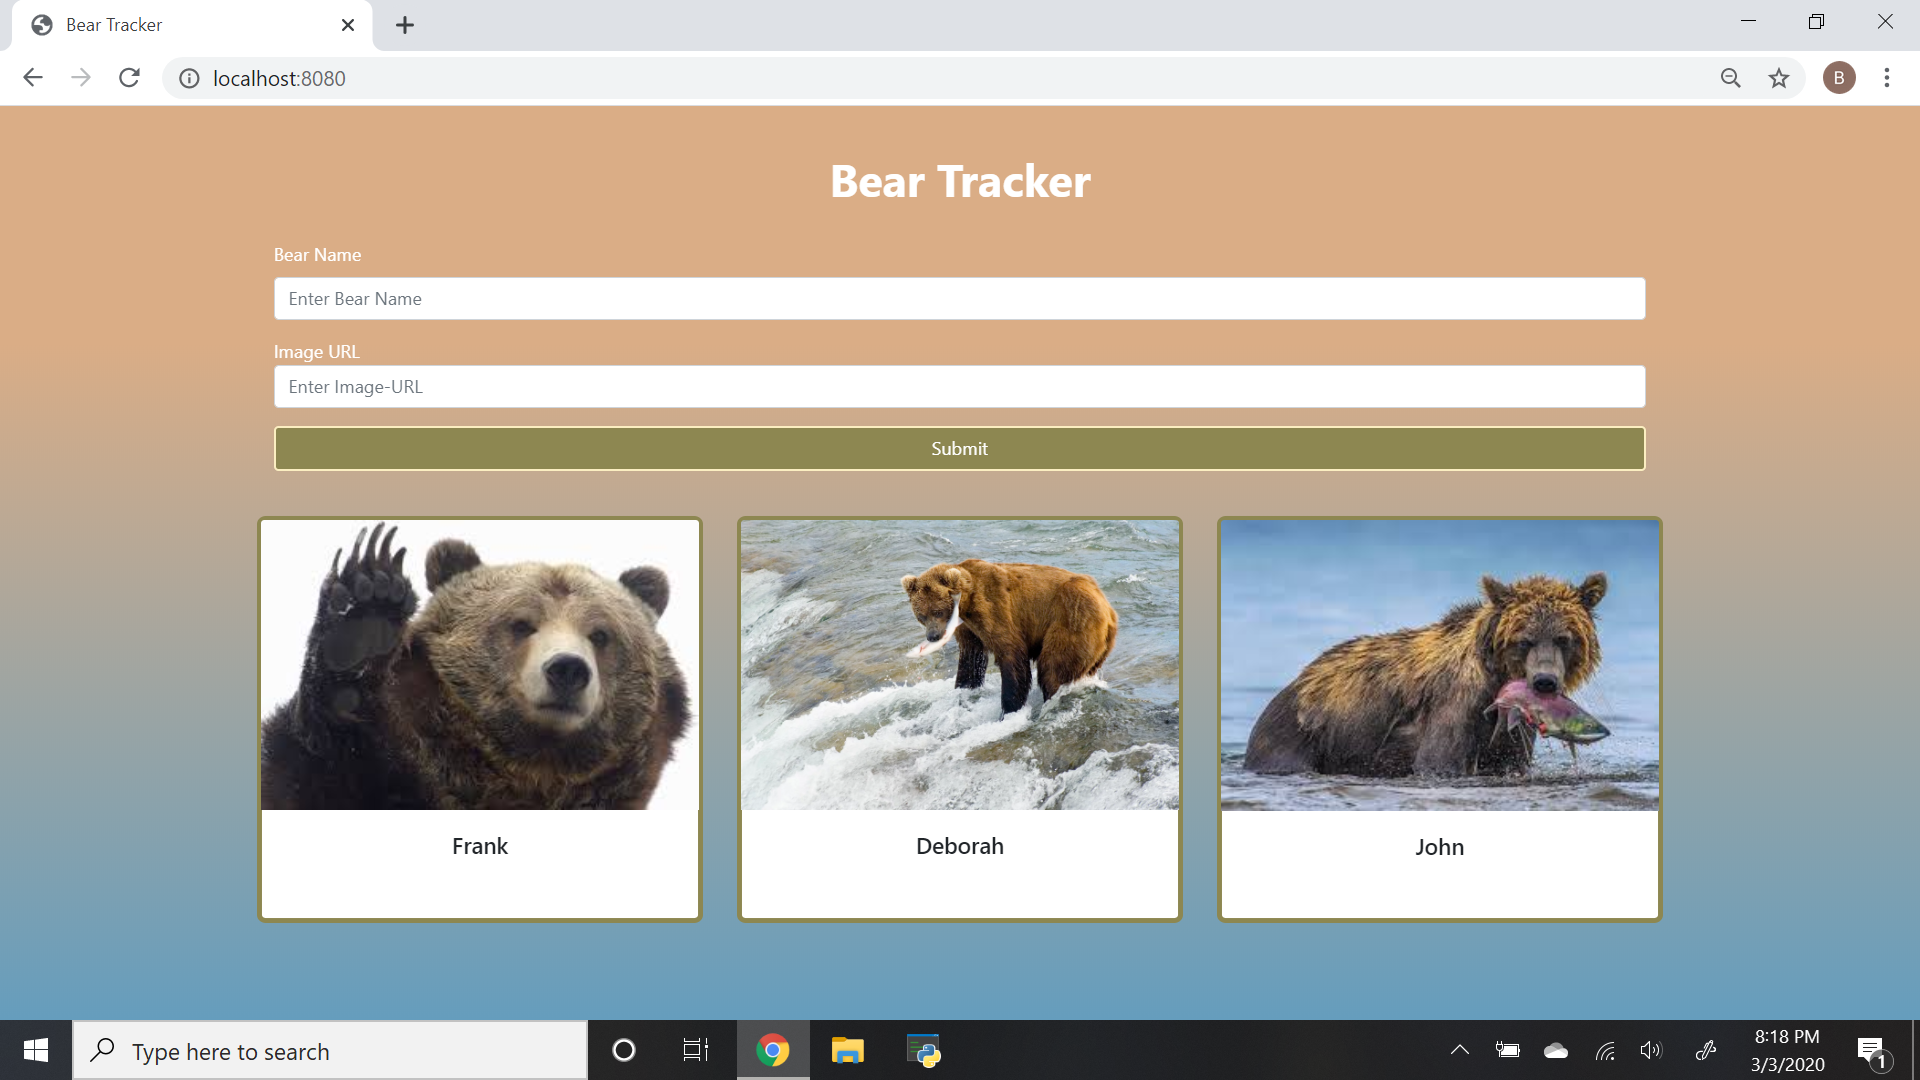 Bear Tracker
localhost:8080
B
Bear Tracker
Bear Name
Enter Bear Name
Image URL
Enter Image-URL
Submit
Frank
Deborah
John
Type here to search
8:18 PM
3/3/2020
1